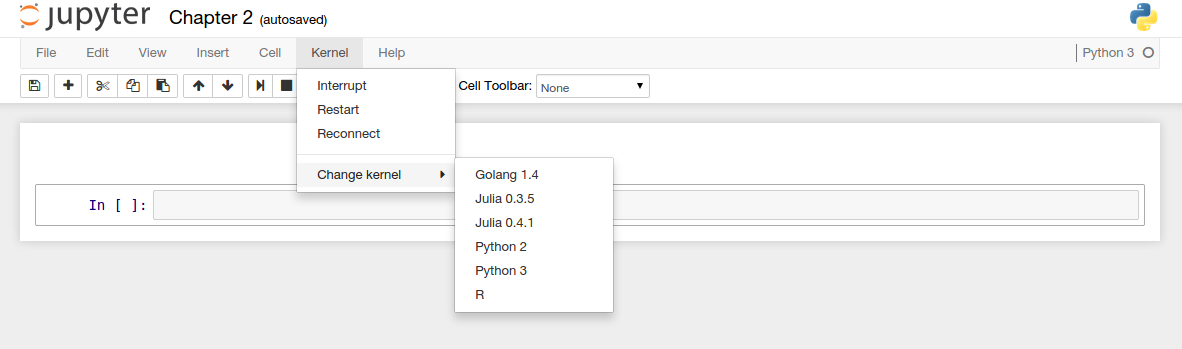 jupyter Chapter 2 (autosaved)
File Edit View Insert Cell Kernel Help Python 3
Cell Toolbar: None
Interrupt
Restart
Reconnect
Change kernel
Golang 1.4
Julia 0.3.5
Julia 0.4.1
Python 2
Python 3
R
In [ ]: